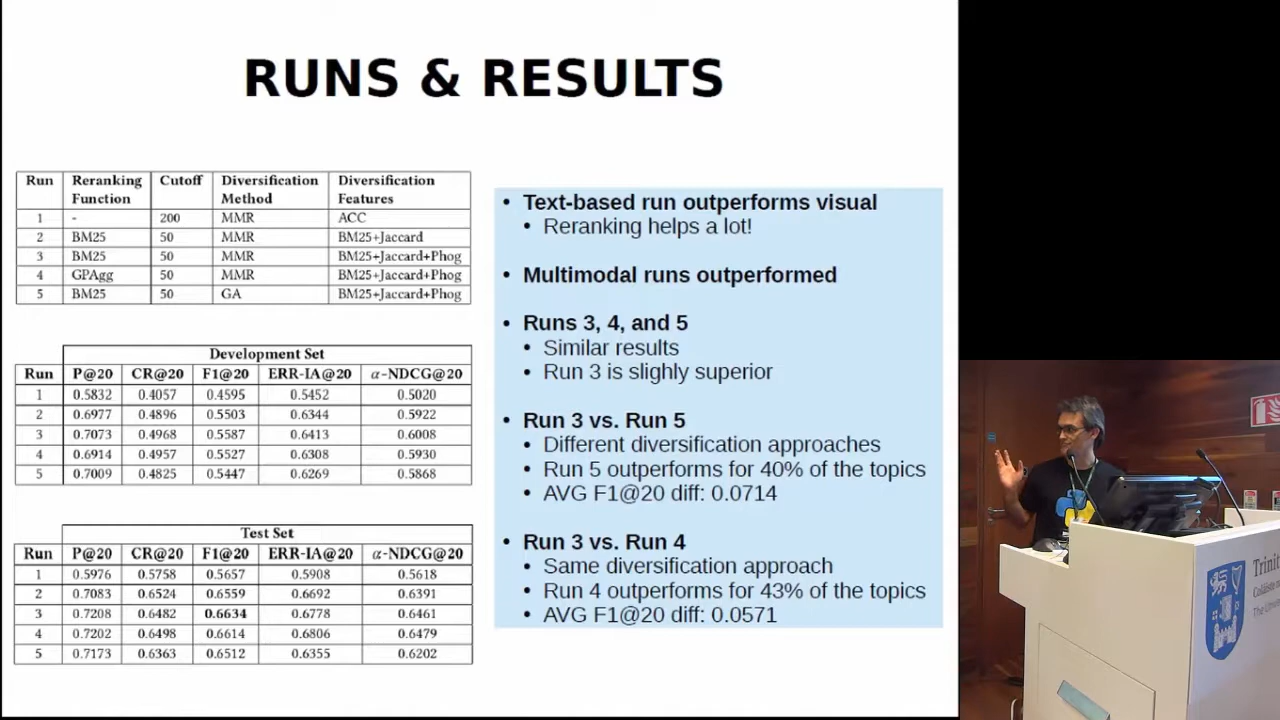 RUNS & RESULTS
Run Reranking Function Cutoff Diversification Method Diversification Features
1 - 200 MMR ACC
2 BM25 50 MMR BM25+Jaccard
3 BM25 50 MMR BM25+Jaccard+Phog
4 GPAgg 50 MMR BM25+Jaccard+Phog
5 BM25 50 GA BM25+Jaccard+Phog
Development Set
Run P@20 CR@20 F1@20 ERR-IA@20 α-NDCG@20
1 0.5832 0.4057 0.4595 0.5452 0.5020
2 0.6977 0.4896 0.5503 0.6344 0.5922
3 0.7073 0.4968 0.5587 0.6413 0.6008
4 0.6914 0.4957 0.5527 0.6308 0.5930
5 0.7009 0.4825 0.5447 0.6269 0.5868
Test Set
Run P@20 CR@20 F1@20 ERR-IA@20 α-NDCG@20
1 0.5976 0.5758 0.5657 0.5908 0.5618
2 0.7083 0.6524 0.6559 0.6692 0.6391
3 0.7208 0.6482 0.6634 0.6778 0.6461
4 0.7202 0.6498 0.6614 0.6806 0.6479
5 0.7173 0.6363 0.6512 0.6355 0.6202
• Text-based run outperforms visual
• Reranking helps a lot!
• Multimodal runs outperformed
• Runs 3, 4, and 5
• Similar results
• Run 3 is slighly superior
• Run 3 vs. Run 5
• Different diversification approaches
• Run 5 outperforms for 40% of the topics
• AVG F1@20 diff: 0.0714
• Run 3 vs. Run 4
• Same diversification approach
• Run 4 outperforms for 43% of the topics
• AVG F1@20 diff: 0.0571
Trinit
The Univers